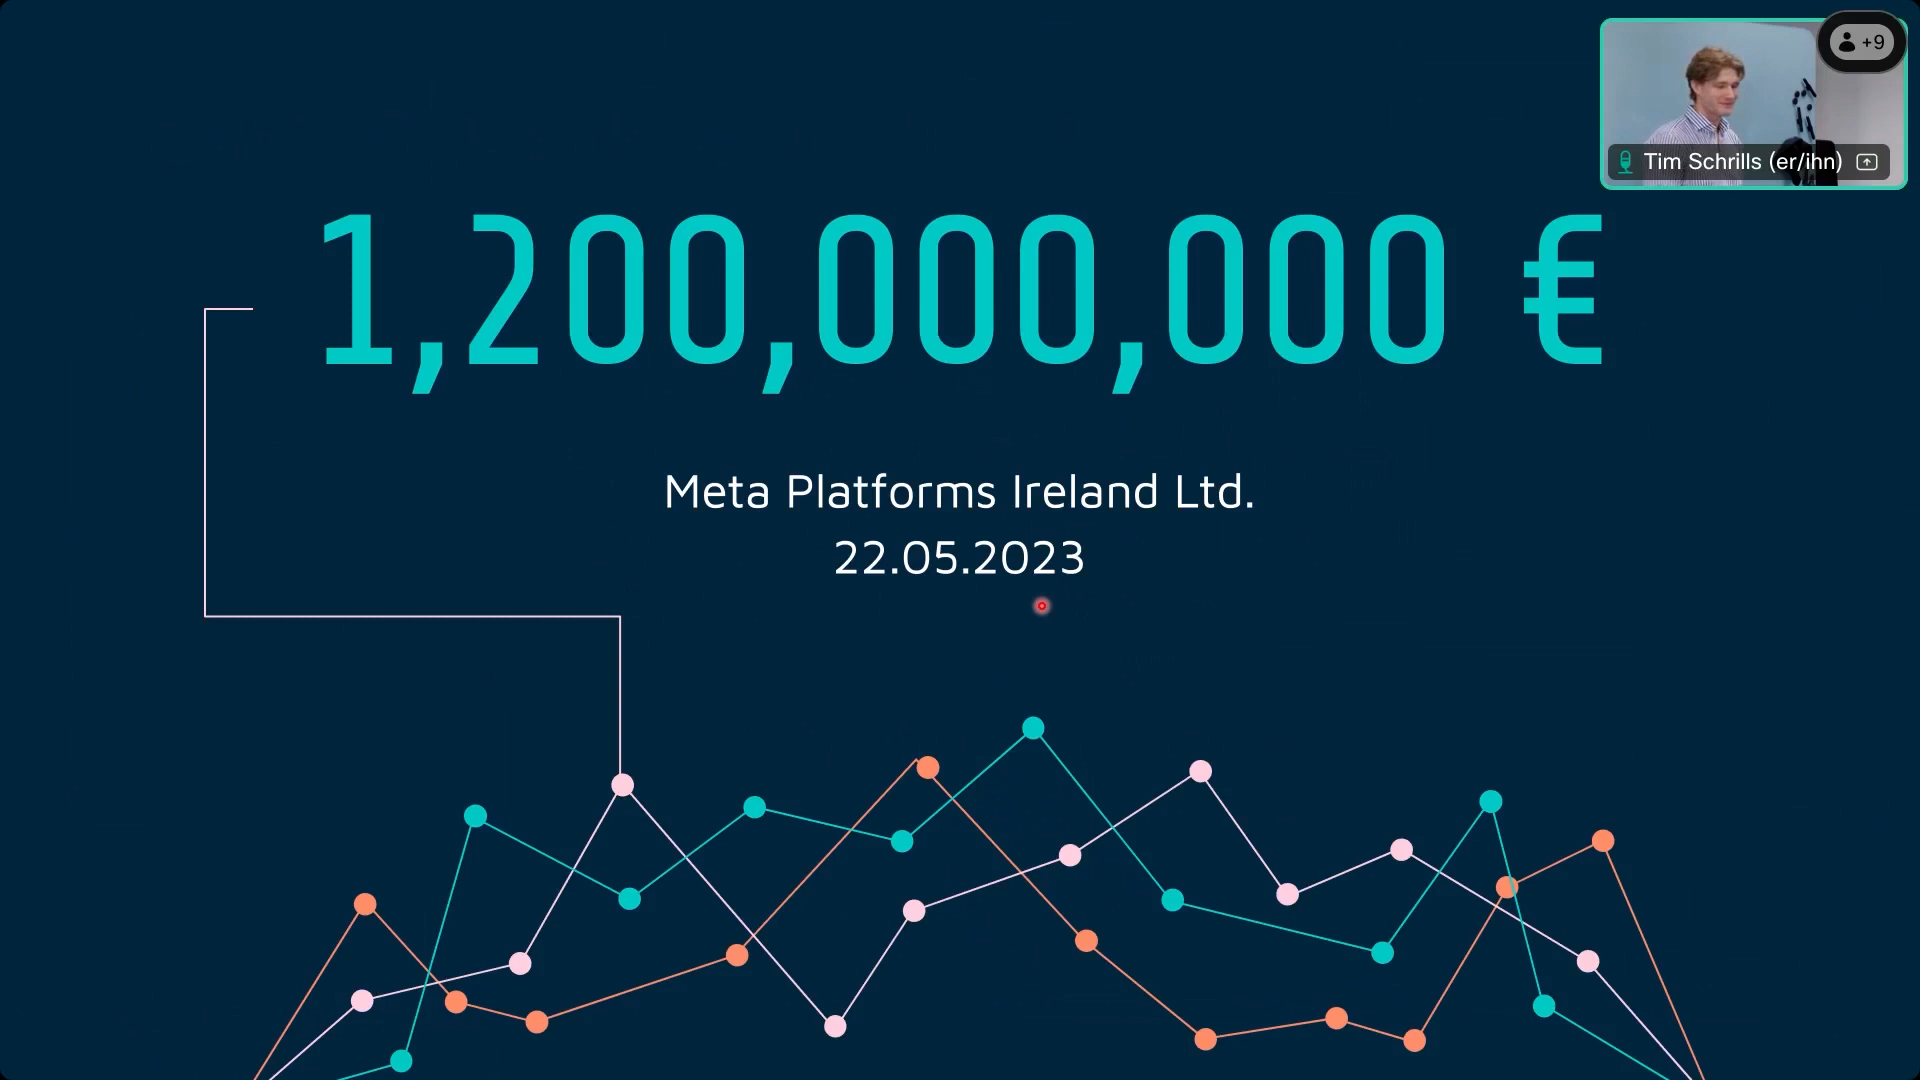 +9
Tim Schrills (er/ihn)
1,200,000,000 €
Meta Platforms Ireland Ltd.
22.05.2023